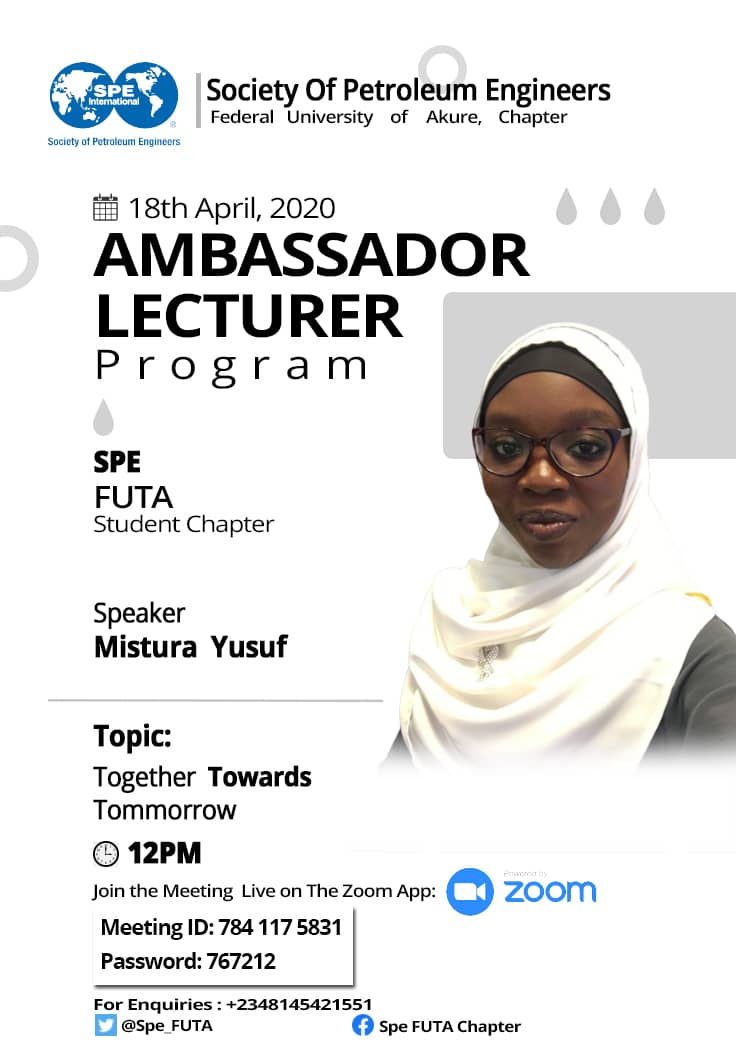 SPE
International
®
Society of Petroleum Engineers
Society Of Petroleum Engineers
Federal University of Akure, Chapter
18th April, 2020
AMBASSADOR
LECTURER
Program
SPE
FUTA
Student Chapter
Speaker
Mistura Yusuf
Topic:
Together Towards
Tommorrow
12PM
Join the Meeting Live on The Zoom App:
Powered by
zoom
Meeting ID: 784 117 5831
Password: 767212
For Enquiries : +2348145421551
@Spe_FUTA
Spe FUTA Chapter